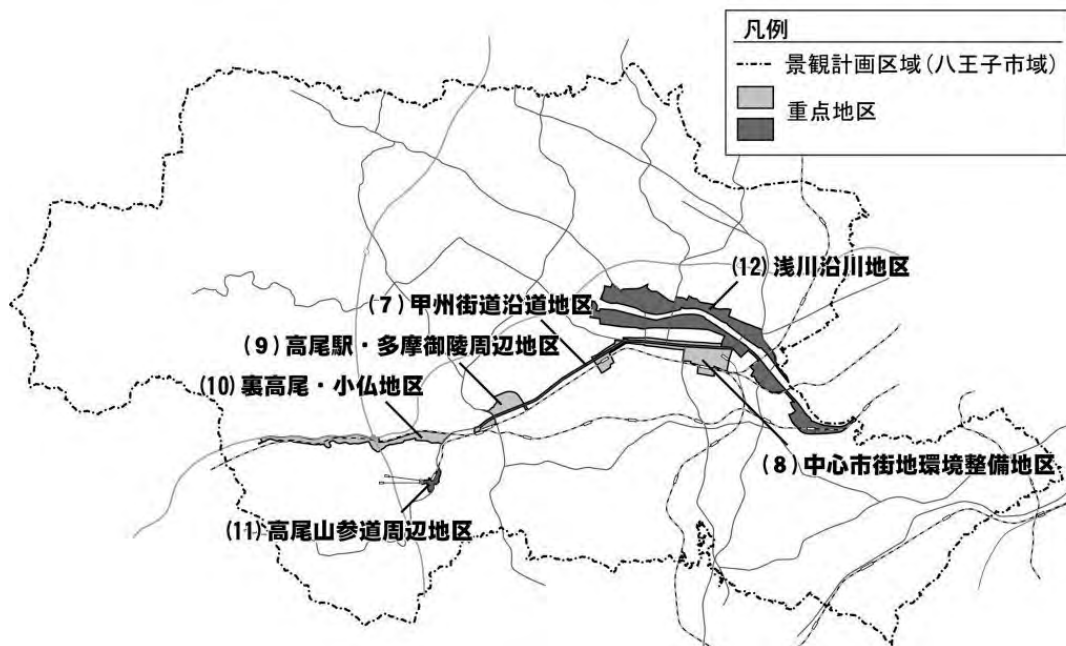 凡例
景観計画区域(八王子市域)
重点地区
(12)浅川沿川地区
(7)甲州街道沿道地区
(9)高尾駅・多摩御陵周辺地区
(10)裏高尾・小仏地区
(8)中心市街地環境整備地区
(11)高尾山参道周辺地区